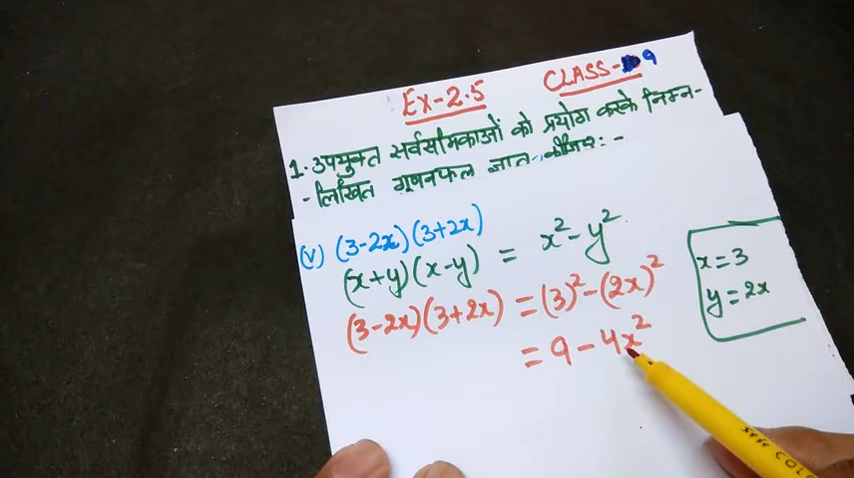 Ex-2.5
CLASS-9
1. उपयुक्त सर्वसमिकाओं को प्रयोग करके निम्न-
-लिखित गुणनफल ज्ञात कीजिए:-
(v) (3-2x)(3+2x)
(x+y)(x-y) = x²-y²
(3-2x)(3+2x) = (3)²-(2x)²
= 9-4x²
x=3
y=2x